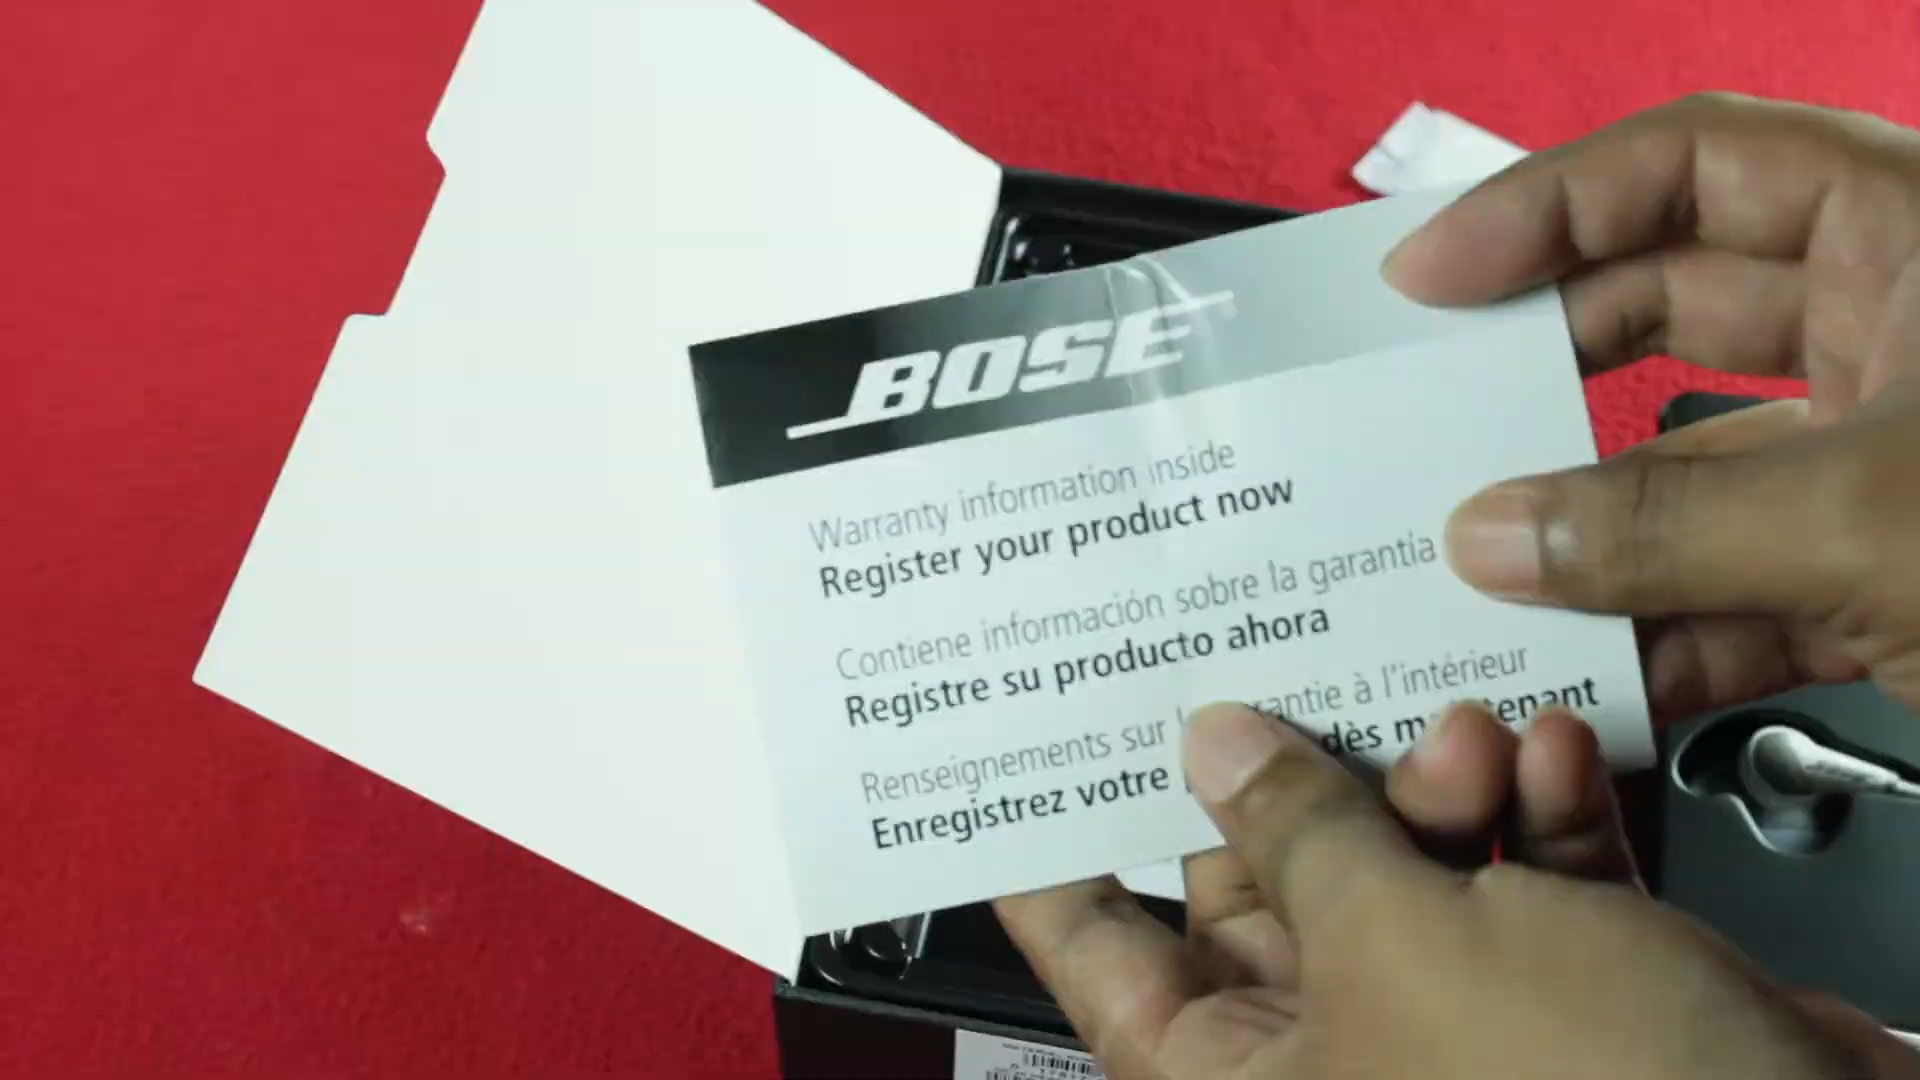 BOSE
Warranty information inside
Register your product now
Contiene información sobre la garantía
Registre su producto ahora
Renseignements sur à l'intérieur
Enregistrez votre dès